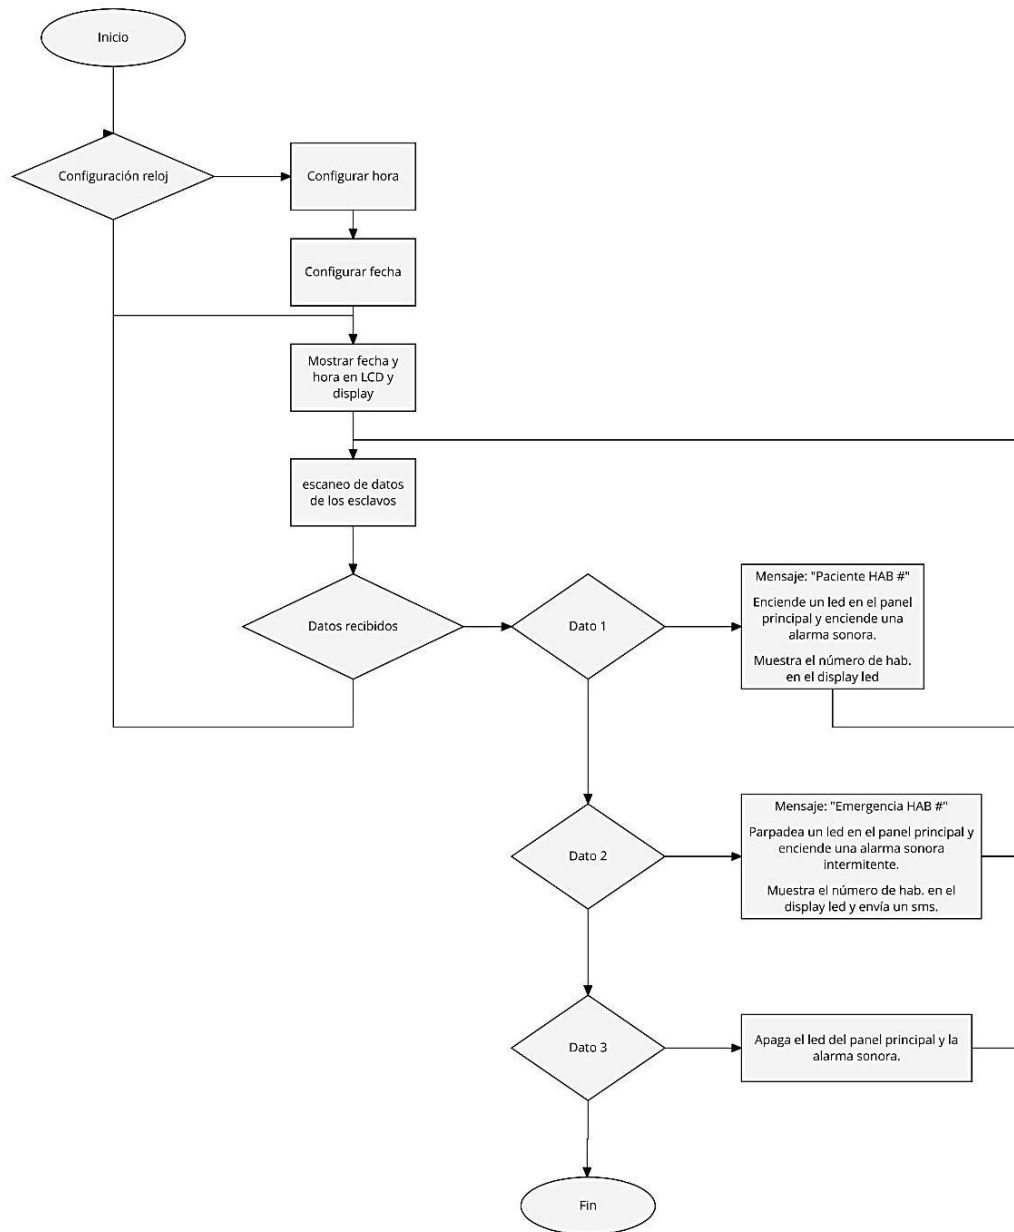 Inicio
Configuración reloj
Configurar hora
Configurar fecha
Mostrar fecha y
hora en LCD y
display
escaneo de datos
de los esclavos
Datos recibidos
Dato 1
Mensaje: "Paciente HAB #"
Enciende un led en el panel
principal y enciende una
alarma sonora.
Muestra el número de hab.
en el display led
Dato 2
Mensaje: "Emergencia HAB #"
Parpadea un led en el panel principal y
enciende una alarma sonora
intermitente.
Muestra el número de hab. en el
display led y envía un sms.
Dato 3
Apaga el led del panel principal y la
alarma sonora.
Fin